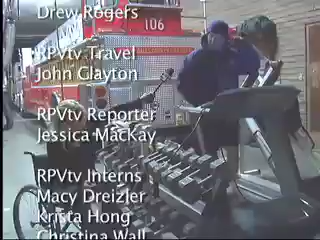 Drew Rogers
106
RPVtv Travel
John Clayton
RPVtv Reporter
Jessica MacKay
RPVtv Interns
Macy Dreizler
Krista Hong
Christina Wall